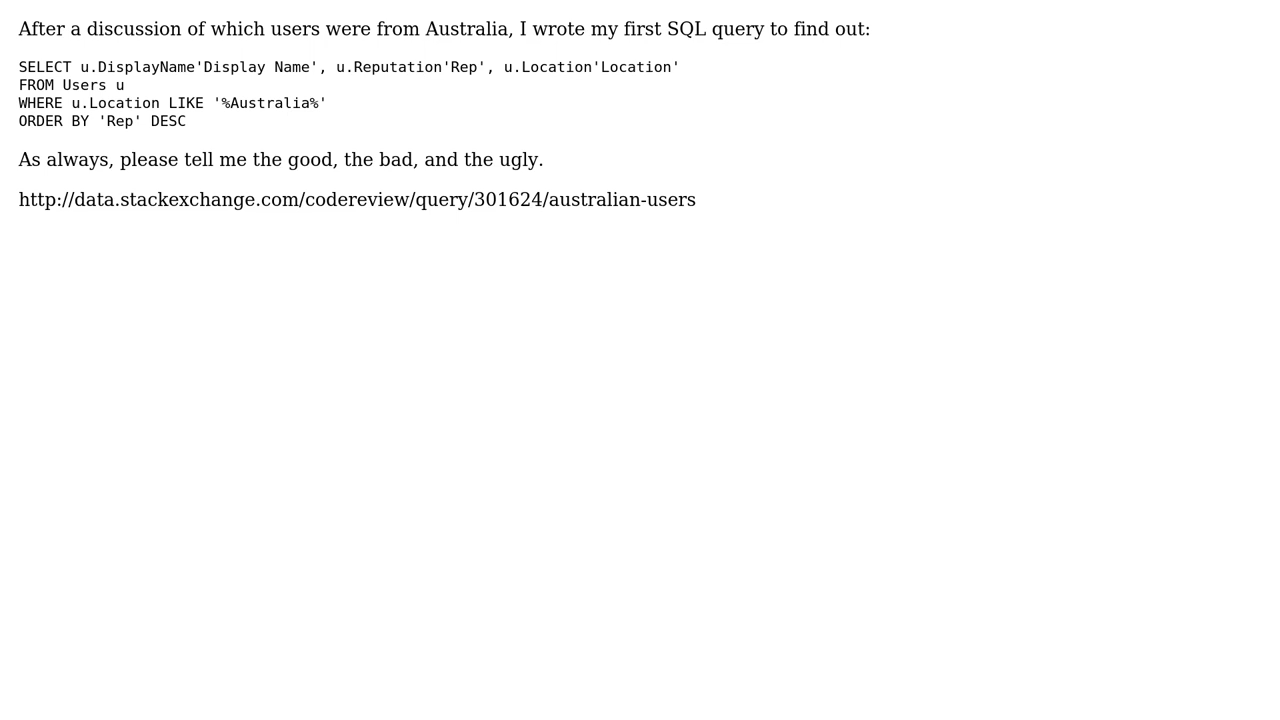 After a discussion of which users were from Australia, I wrote my first SQL query to find out:
SELECT u.DisplayName'Display Name', u.Reputation'Rep', u.Location'Location'
FROM Users u
WHERE u.Location LIKE '%Australia%'
ORDER BY 'Rep' DESC
As always, please tell me the good, the bad, and the ugly.
http://data.stackexchange.com/codereview/query/301624/australian-users